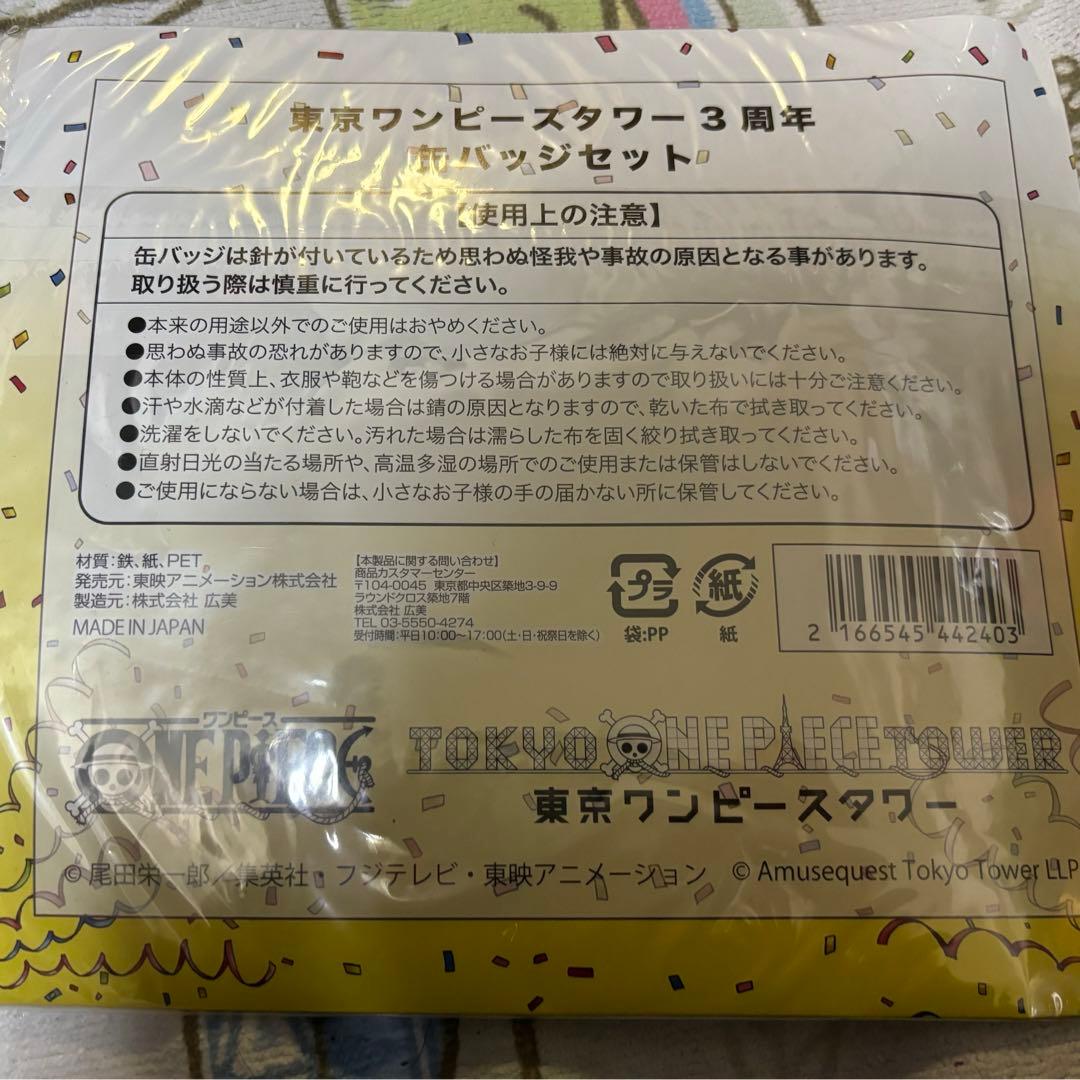 東京ワンピースタワー3周年
缶バッジセット
【使用上の注意】
缶バッジは針が付いているため思わぬ怪我や事故の原因となる事があります。
取り扱う際は慎重に行ってください。
●本来の用途以外でのご使用はおやめください。
●思わぬ事故の恐れがありますので、小さなお子様には絶対に与えないでください。
●本体の性質上、衣服や鞄などを傷つける場合がありますので取り扱いには十分ご注意ください。
●汗や水滴などが付着した場合は錆の原因となりますので、乾いた布で拭き取ってください。
●洗濯をしないでください。汚れた場合は濡らした布を固く絞り拭き取ってください。
●直射日光の当たる場所や、高温多湿の場所でのご使用または保管はしないでください。
●ご使用にならない場合は、小さなお子様の手の届かない所に保管してください。
材質:鉄、紙、PET
発売元:東映アニメーション株式会社
製造元:株式会社 広美
MADE IN JAPAN
【本製品に関する問い合わせ】
商品カスタマーセンター
〒104-0045 東京都中央区築地3-9-9
ラウンドクロス築地7階
株式会社 広美
TEL 03-5550-4274
受付時間:平日10:00〜17:00(土・日・祝祭日を除く)
プラ
袋:PP
紙
紙
2 166545 442403
ワンピース
ONE PIECE
TOKYO ONE PIECE TOWER
東京ワンピースタワー
© 尾田栄一郎／集英社・フジテレビ・東映アニメーション © Amusequest Tokyo Tower LLP